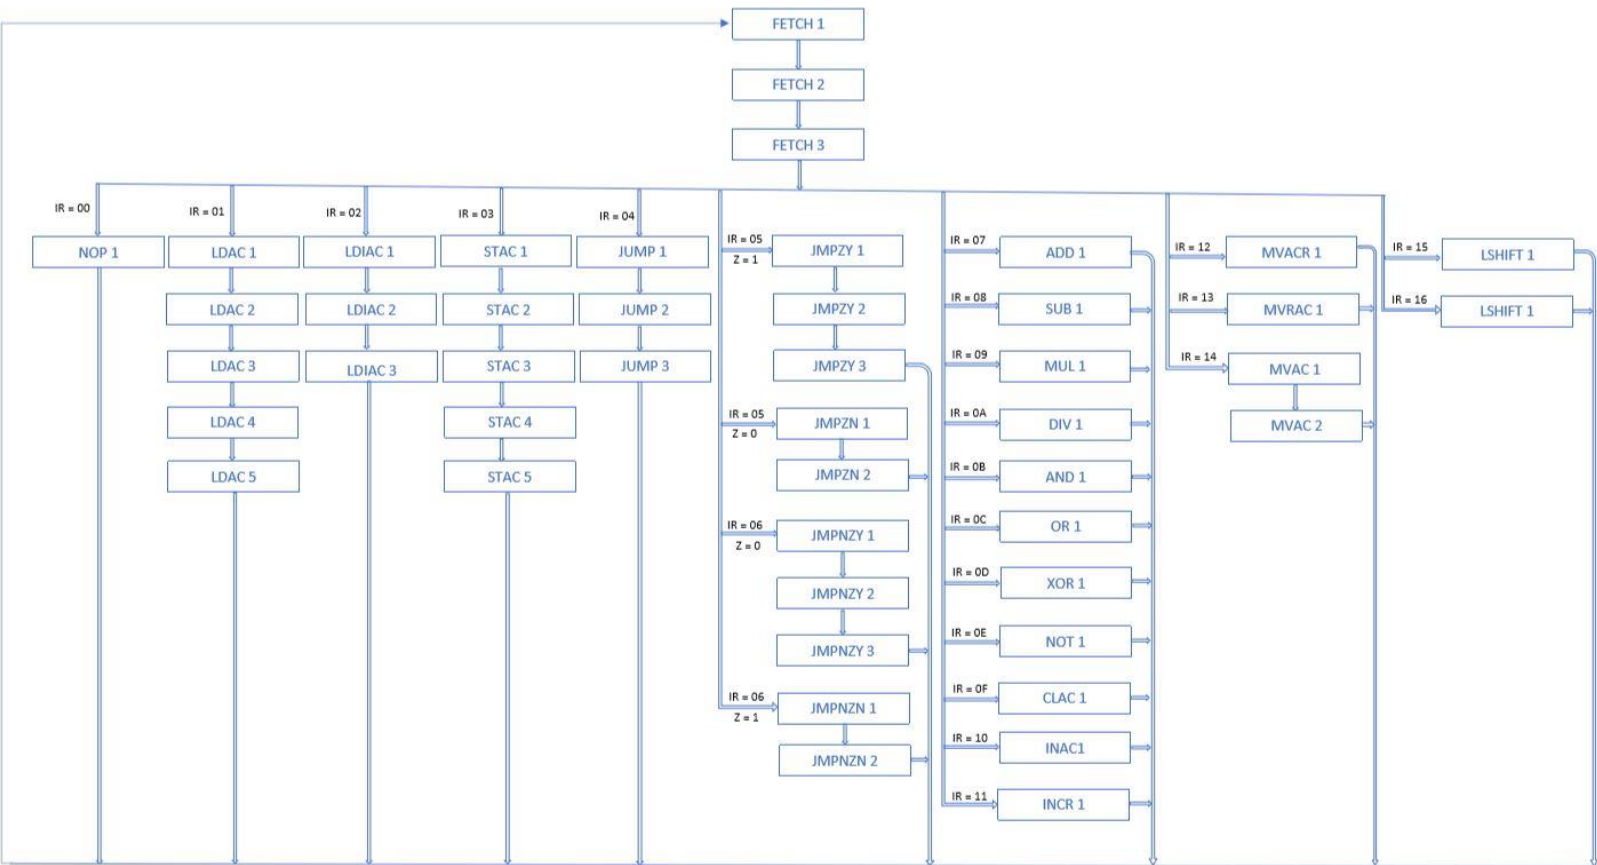 FETCH 1
FETCH 2
FETCH 3
IR = 00
NOP 1
IR = 01
LDAC 1
LDAC 2
LDAC 3
LDAC 4
LDAC 5
IR = 02
LDIAC 1
LDIAC 2
LDIAC 3
IR = 03
STAC 1
STAC 2
STAC 3
STAC 4
STAC 5
IR = 04
JUMP 1
JUMP 2
JUMP 3
IR = 05
Z = 1
JMPZY 1
JMPZY 2
JMPZY 3
IR = 05
Z = 0
JMPZN 1
JMPZN 2
IR = 06
Z = 0
JMPNZY 1
JMPNZY 2
JMPNZY 3
IR = 06
Z = 1
JMPNZN 1
JMPNZN 2
IR = 07
ADD 1
IR = 08
SUB 1
IR = 09
MUL 1
IR = 0A
DIV 1
IR = 0B
AND 1
IR = 0C
OR 1
IR = 0D
XOR 1
IR = 0E
NOT 1
IR = 0F
CLAC 1
IR = 10
INAC1
IR = 11
INCR 1
IR = 12
MVACR 1
IR = 13
MVRAC 1
IR = 14
MVAC 1
MVAC 2
IR = 15
LSHIFT 1
IR = 16
LSHIFT 1